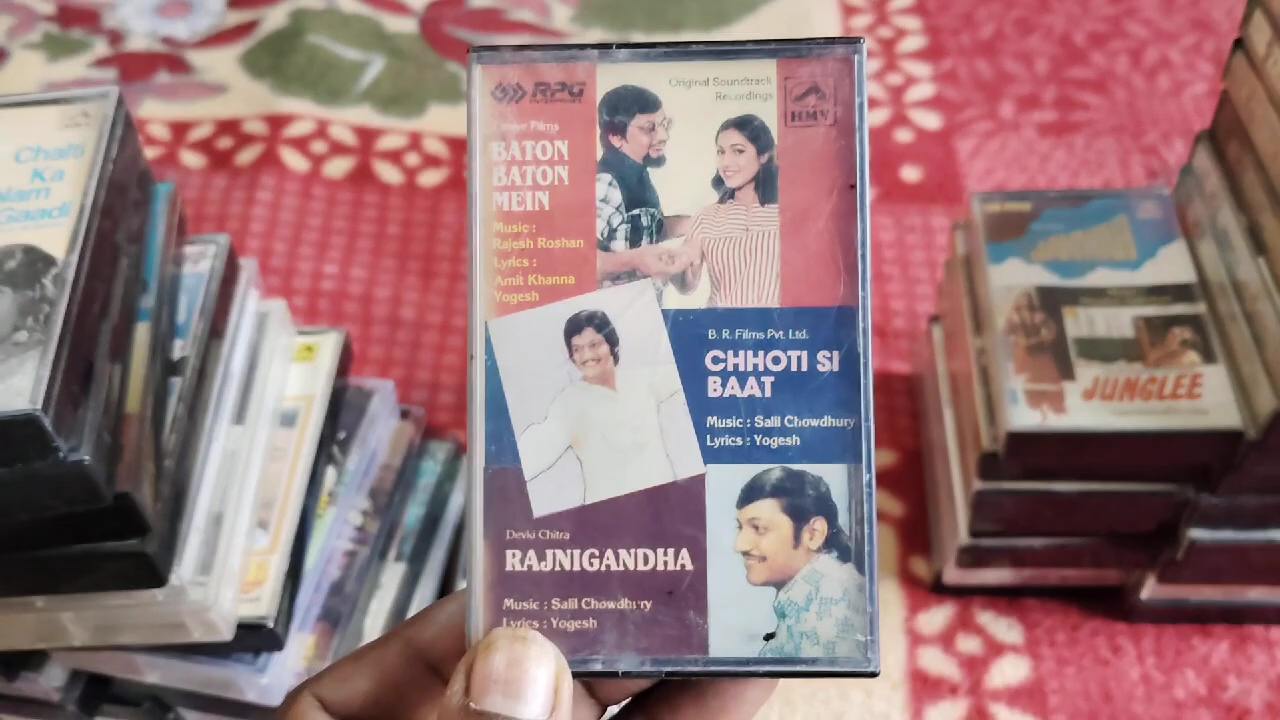 RPG
ENTERPRISES
Original Soundtrack
Recordings
HMV
Films
BATON
BATON
MEIN
Music :
Rajesh Roshan
Lyrics :
Amit Khanna
Yogesh
B. R. Films Pvt. Ltd.
CHHOTI SI
BAAT
Music : Salil Chowdhury
Lyrics : Yogesh
Devki Chitra
RAJNIGANDHA
Music : Salil Chowdhury
Lyrics : Yogesh
Chalti
Ka
Nam
Gaadi
JUNGLEE